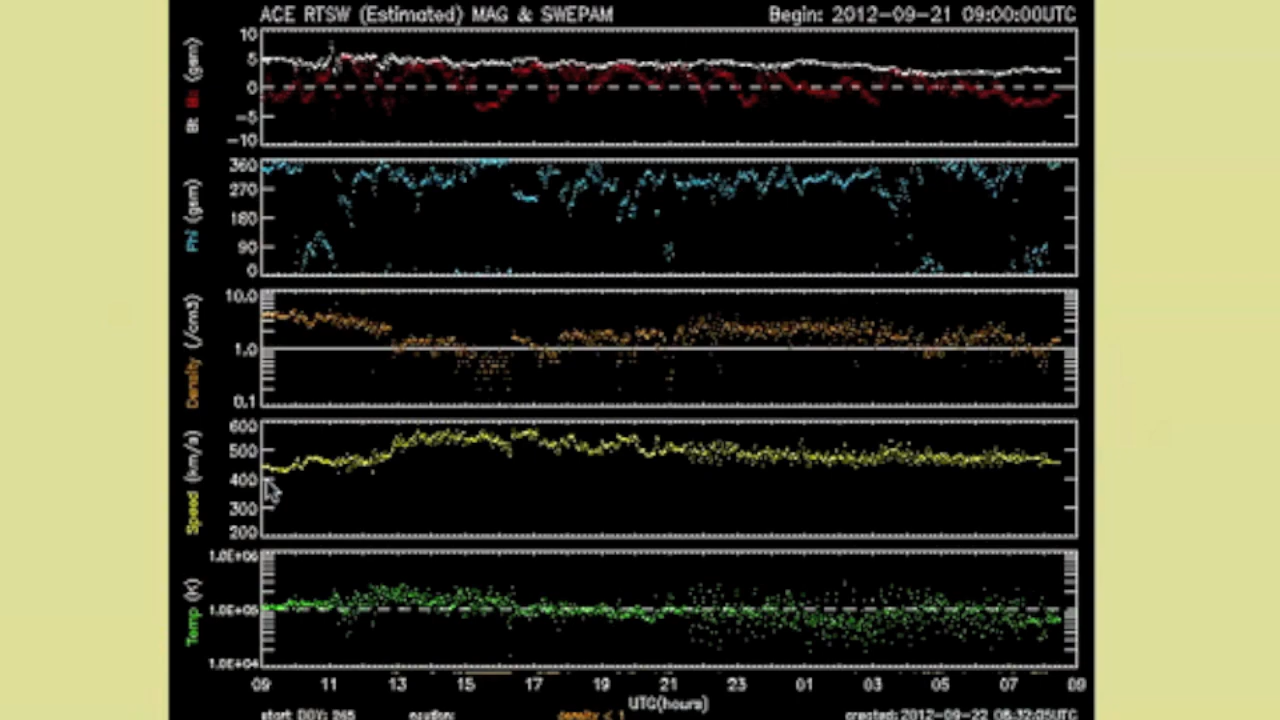 ACE RTSW (Estimated) MAG & SWEPAM
Begin: 2012-09-21 09:00:00UTC
Bt Bz (gsm)
10
5
0
-5
-10
Phi (gsm)
360
270
180
90
0
Density (/cm3)
10.0
1.0
0.1
Speed (km/s)
600
500
400
300
200
Temp (K)
1.0E+06
1.0E+05
1.0E+04
09 11 13 15 17 19 21 23 01 03 05 07 09
UTC(hours)
start: DOY: 265
density < 1
created: 2012-09-22 08:32:05UTC